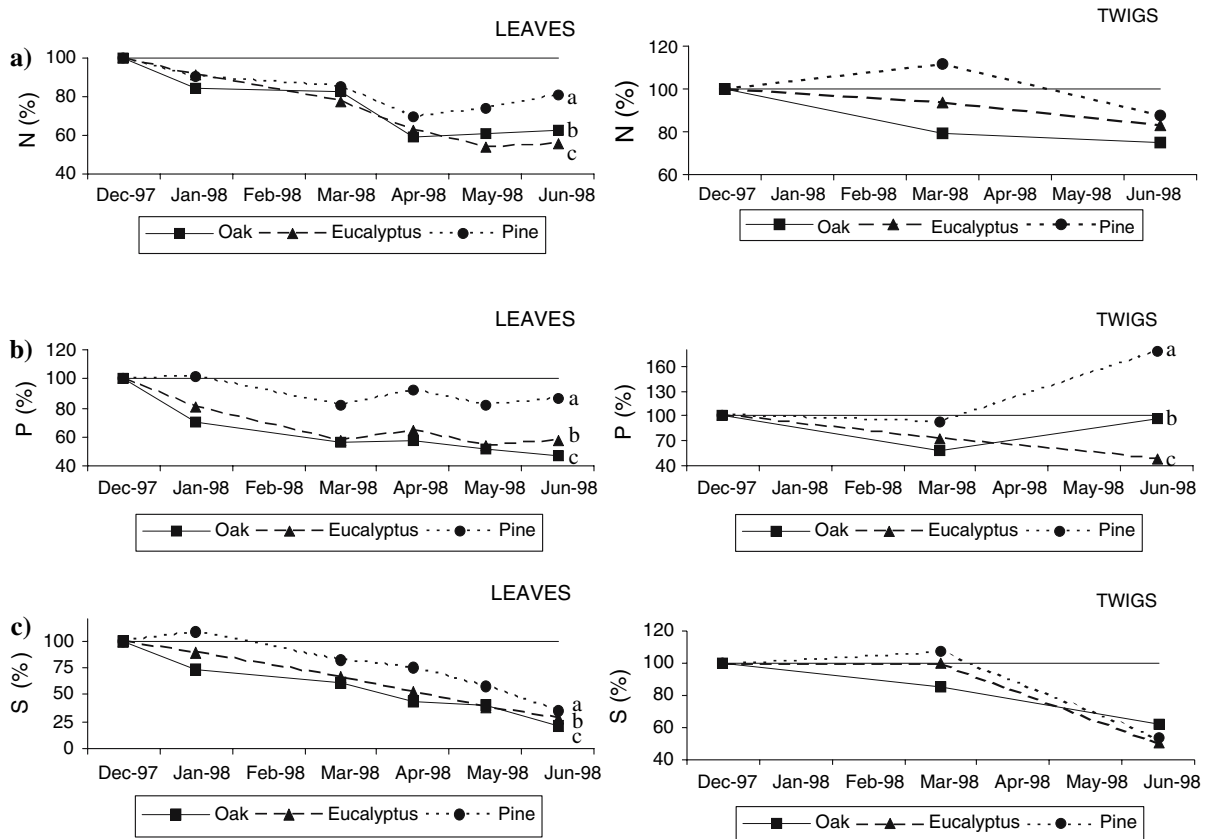 LEAVES
a)
N (%)
100
80
60
40
a
b
c
Dec-97 Jan-98 Feb-98 Mar-98 Apr-98 May-98 Jun-98
Oak Eucalyptus Pine
TWIGS
N (%)
120
100
80
60
Dec-97 Jan-98 Feb-98 Mar-98 Apr-98 May-98 Jun-98
Oak Eucalyptus Pine
LEAVES
b)
P (%)
120
100
80
60
40
a
b
c
Dec-97 Jan-98 Feb-98 Mar-98 Apr-98 May-98 Jun-98
Oak Eucalyptus Pine
TWIGS
P (%)
160
130
100
70
40
a
b
c
Dec-97 Jan-98 Feb-98 Mar-98 Apr-98 May-98 Jun-98
Oak Eucalyptus Pine
LEAVES
c)
S (%)
100
75
50
25
0
a
b
c
Dec-97 Jan-98 Feb-98 Mar-98 Apr-98 May-98 Jun-98
Oak Eucalyptus Pine
TWIGS
S (%)
120
100
80
60
40
Dec-97 Jan-98 Feb-98 Mar-98 Apr-98 May-98 Jun-98
Oak Eucalyptus Pine